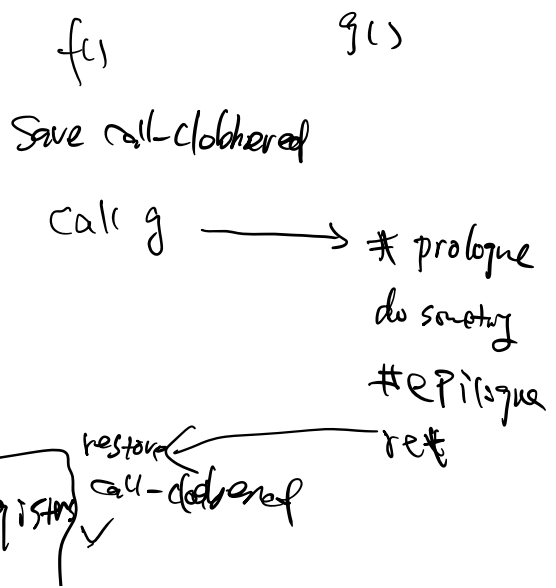 f() g()
Save call-clobbered
call g
# prologue
do something
# epilogue
ret
restore
call-clobbered